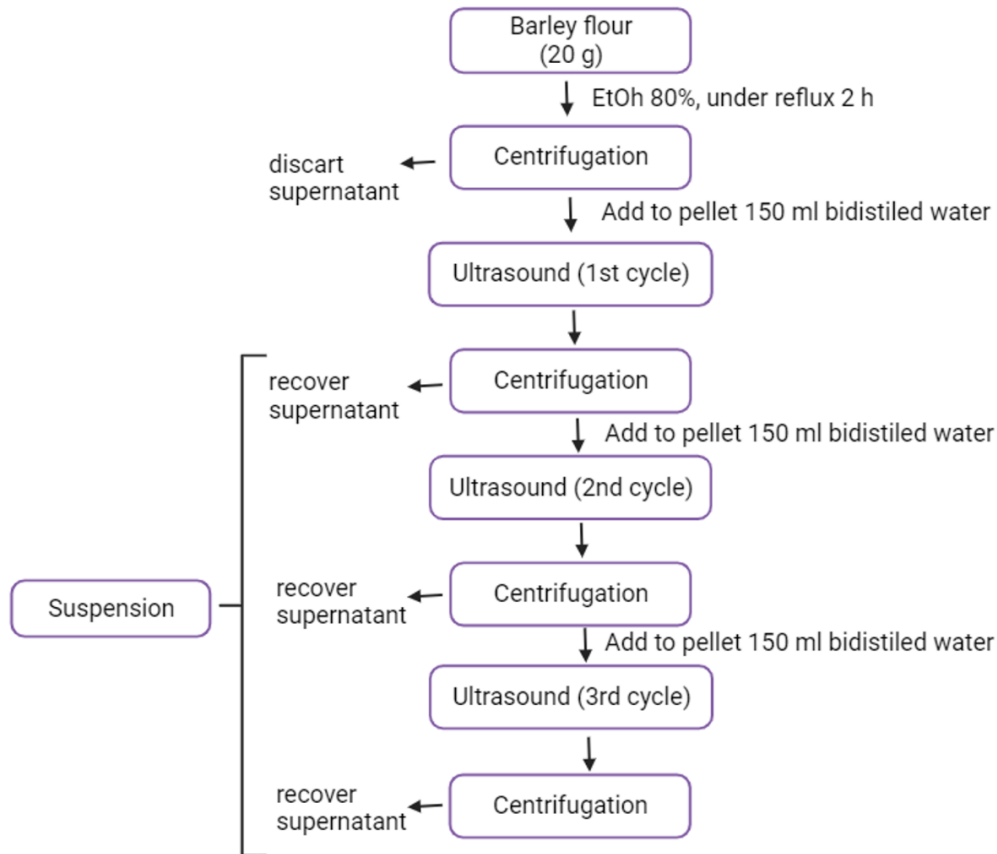 Barley flour
(20 g)
EtOh 80%, under reflux 2 h
Centrifugation
discart
supernatant
Add to pellet 150 ml bidistiled water
Ultrasound (1st cycle)
Centrifugation
recover
supernatant
Add to pellet 150 ml bidistiled water
Ultrasound (2nd cycle)
Centrifugation
recover
supernatant
Suspension
Add to pellet 150 ml bidistiled water
Ultrasound (3rd cycle)
Centrifugation
recover
supernatant